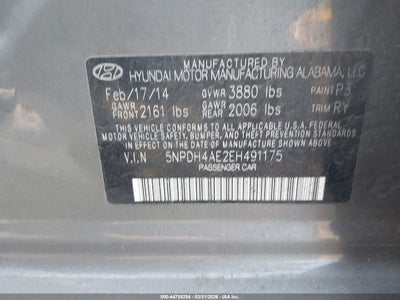 MANUFACTURED BY
HYUNDAI MOTOR MANUFACTURING ALABAMA, LLC
Feb/17/14 GVWR 3880 lbs PAINT P3
GAWR FRONT 2161 lbs GAWR REAR 2006 lbs TRIM RY
THIS VEHICLE CONFORMS TO ALL APPLICABLE
FEDERAL MOTOR VEHICLE SAFETY, BUMPER, AND
THEFT PREVENTION STANDARDS IN EFFECT ON
THE DATE OF MANUFACTURE SHOWN ABOVE.
V.I.N 5NPDH4AE2EH491175
PASSENGER CAR